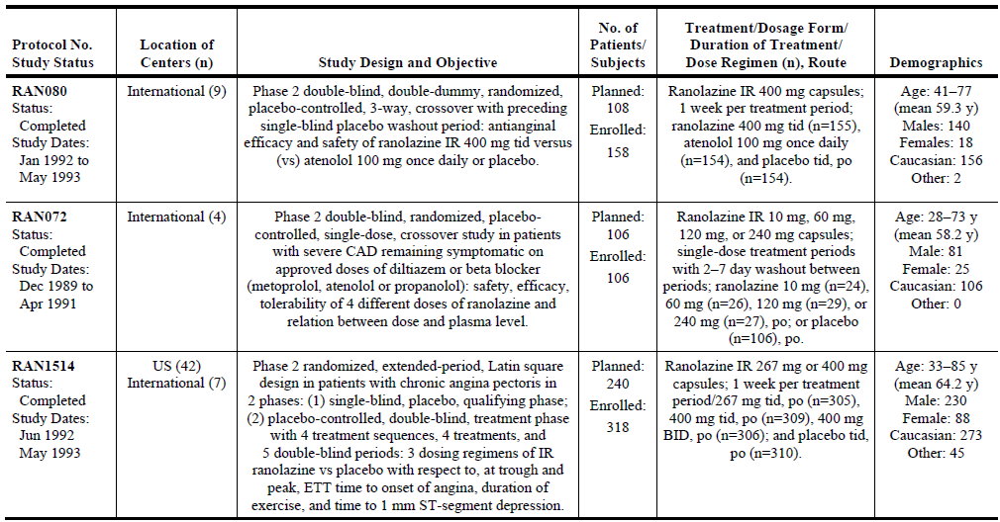 Protocol No.
Study Status
Location of
Centers (n)
Study Design and Objective
No. of
Patients/
Subjects
Treatment/Dosage Form/
Duration of Treatment/
Dose Regimen (n), Route
Demographics
RAN080
Status:
Completed
Study Dates:
Jan 1992 to
May 1993
International (9)
Phase 2 double-blind, double-dummy, randomized,
placebo-controlled, 3-way, crossover with preceding
single-blind placebo washout period: antianginal
efficacy and safety of ranolazine IR 400 mg tid versus
(vs) atenolol 100 mg once daily or placebo.
Planned:
108
Enrolled:
158
Ranolazine IR 400 mg capsules;
1 week per treatment period;
ranolazine 400 mg tid (n=155),
atenolol 100 mg once daily
(n=154), and placebo tid, po
(n=154).
Age: 41–77
(mean 59.3 y)
Males: 140
Females: 18
Caucasian: 156
Other: 2
RAN072
Status:
Completed
Study Dates:
Dec 1989 to
Apr 1991
International (4)
Phase 2 double-blind, randomized, placebo-
controlled, single-dose, crossover study in patients
with severe CAD remaining symptomatic on
approved doses of diltiazem or beta blocker
(metoprolol, atenolol or propanolol): safety, efficacy,
tolerability of 4 different doses of ranolazine and
relation between dose and plasma level.
Planned:
106
Enrolled:
106
Ranolazine IR 10 mg, 60 mg,
120 mg, or 240 mg capsules;
single-dose treatment periods
with 2–7 day washout between
periods; ranolazine 10 mg (n=24),
60 mg (n=26), 120 mg (n=29), or
240 mg (n=27), po; or placebo
(n=106), po.
Age: 28–73 y
(mean 58.2 y)
Male: 81
Female: 25
Caucasian: 106
Other: 0
RAN1514
Status:
Completed
Study Dates:
Jun 1992
May 1993
US (42)
International (7)
Phase 2 randomized, extended-period, Latin square
design in patients with chronic angina pectoris in
2 phases: (1) single-blind, placebo, qualifying phase;
(2) placebo-controlled, double-blind, treatment phase
with 4 treatment sequences, 4 treatments, and
5 double-blind periods: 3 dosing regimens of IR
ranolazine vs placebo with respect to, at trough and
peak, ETT time to onset of angina, duration of
exercise, and time to 1 mm ST-segment depression.
Planned:
240
Enrolled:
318
Ranolazine IR 267 mg or 400 mg
capsules; 1 week per treatment
period/267 mg tid, po (n=305),
400 mg tid, po (n=309), 400 mg
BID, po (n=306); and placebo tid,
po (n=310).
Age: 33–85 y
(mean 64.2 y)
Male: 230
Female: 88
Caucasian: 273
Other: 45